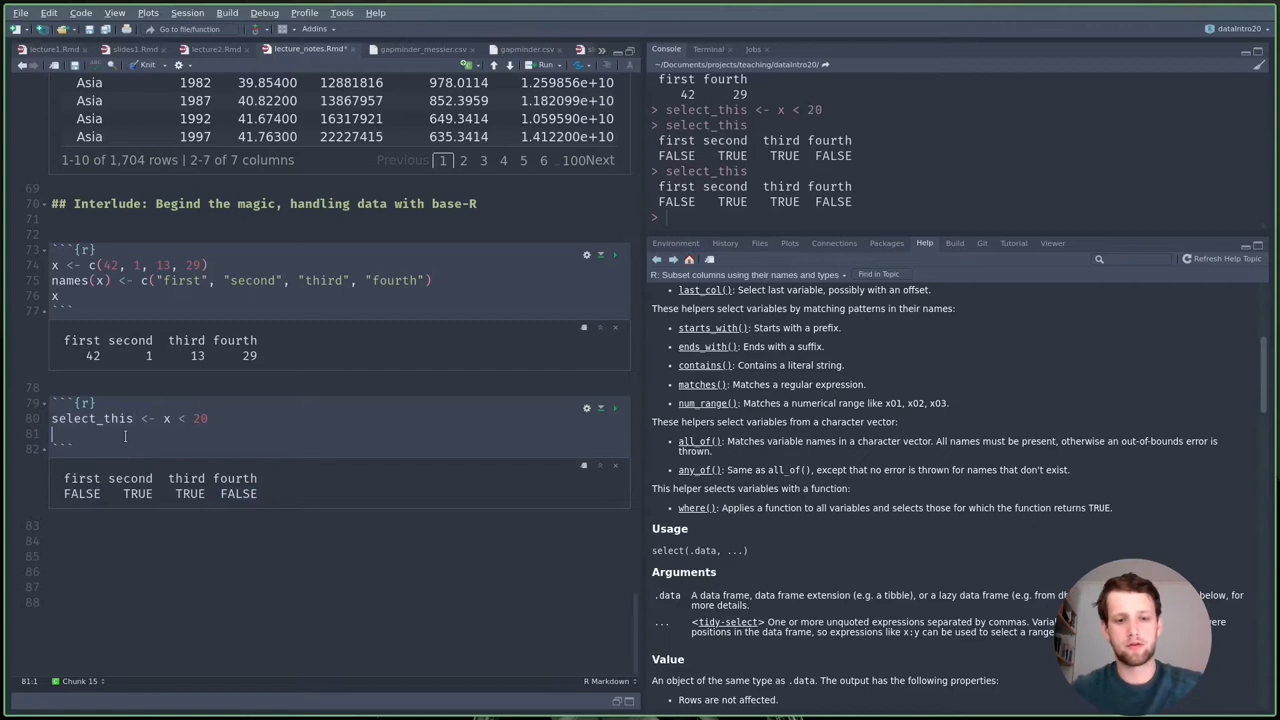 File Edit Code View Plots Session Build Debug Profile Tools Help
Go to file/function
Addins
dataIntro20
lecture1.Rmd
slides1.Rmd
lecture2.Rmd
lecture_notes.Rmd*
gapminder_messier.csv
gapminder.csv
Knit
Run
Asia 1982 39.85400 12881816 978.0114 1.259856e+10
Asia 1987 40.82200 13867957 852.3959 1.182099e+10
Asia 1992 41.67400 16317921 649.3414 1.059590e+10
Asia 1997 41.76300 22227415 635.3414 1.412200e+10
1-10 of 1,704 rows | 2-7 of 7 columns
Previous 1 2 3 4 5 6 … 100 Next
69
70 ## Interlude: Begind the magic, handling data with base-R
71
72
73 ```{r}
74 x <- c(42, 1, 13, 29)
75 names(x) <- c("first", "second", "third", "fourth")
76 x
77 ```
first second third fourth
42 1 13 29
78
79 ```{r}
80 select_this <- x < 20
81
82 ```
first second third fourth
FALSE TRUE TRUE FALSE
83
84
85
86
87
88
81:1 Chunk 15
R Markdown
Console Terminal Jobs
~/Documents/projects/teaching/dataIntro20/
first fourth
42 29
> select_this <- x < 20
> select_this
first second third fourth
FALSE TRUE TRUE FALSE
> select_this
first second third fourth
FALSE TRUE TRUE FALSE
>
Environment History Files Plots Connections Packages Help Build Git Tutorial Viewer
Refresh Help Topic
R: Subset columns using their names and types
Find in Topic
last_col(): Select last variable, possibly with an offset.
These helpers select variables by matching patterns in their names:
starts_with(): Starts with a prefix.
ends_with(): Ends with a suffix.
contains(): Contains a literal string.
matches(): Matches a regular expression.
num_range(): Matches a numerical range like x01, x02, x03.
These helpers select variables from a character vector:
all_of(): Matches variable names in a character vector. All names must be present, otherwise an out-of-bounds error is
thrown.
any_of(): Same as all_of(), except that no error is thrown for names that don't exist.
This helper selects variables with a function:
where(): Applies a function to all variables and selects those for which the function returns TRUE.
Usage
select(.data, ...)
Arguments
.data A data frame, data frame extension (e.g. a tibble), or a lazy data frame (e.g. from below, for
more details.
... <tidy-select> One or more unquoted expressions separated by commas. were
positions in the data frame, so expressions like x:y can be used to select a range
Value
An object of the same type as .data. The output has the following properties:
Rows are not affected.